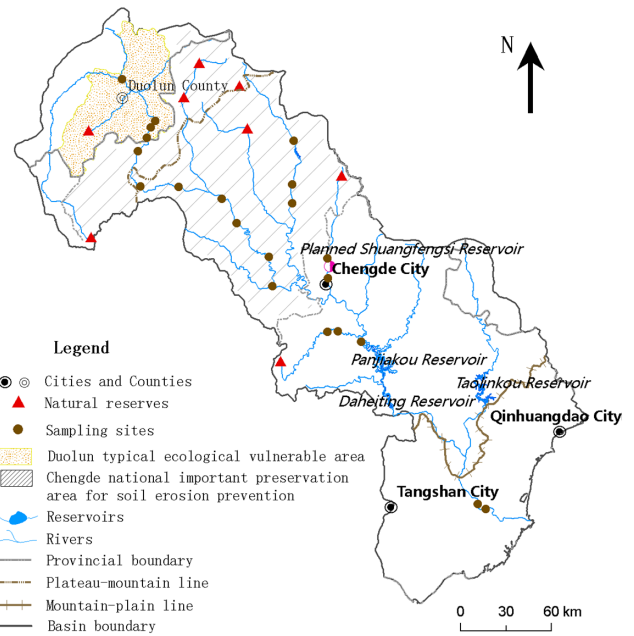 N
Duolun County
Planned Shuangfengsi Reservoir
Chengde City
Panjiakou Reservoir
Taolinkou Reservoir
Daheiting Reservoir
Qinhuangdao City
Tangshan City
Legend
Cities and Counties
Natural reserves
Sampling sites
Duolun typical ecological vulnerable area
Chengde national important preservation
area for soil erosion prevention
Reservoirs
Rivers
Provincial boundary
Plateau-mountain line
Mountain-plain line
Basin boundary
0 30 60 km